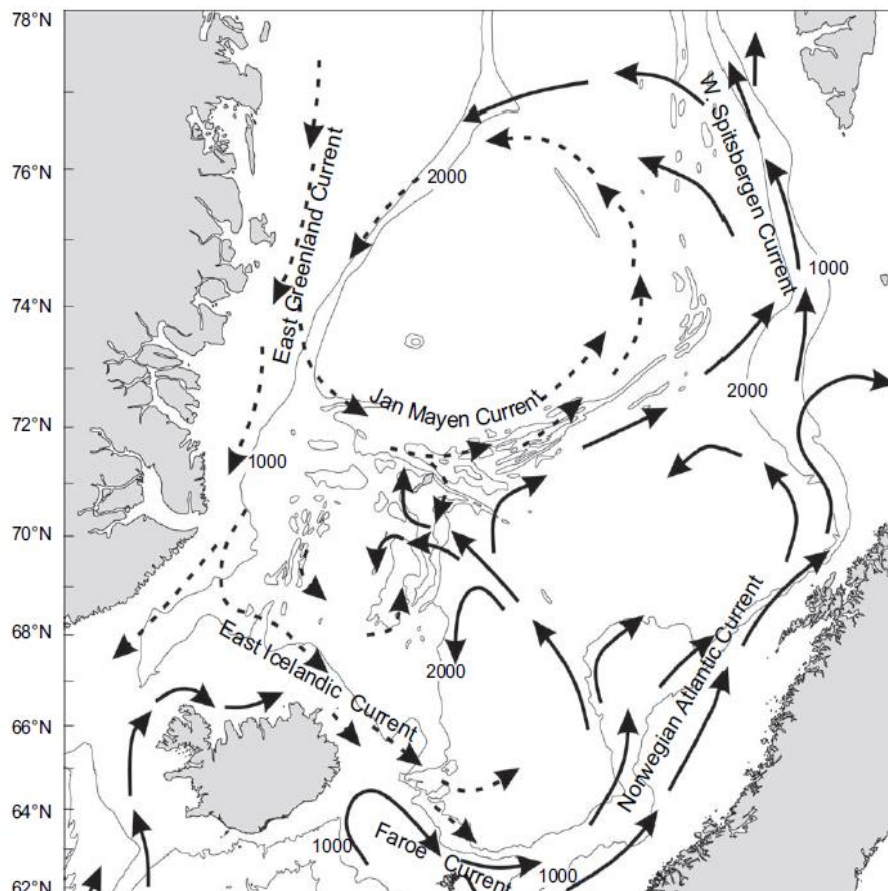 78°N
W. Spitsbergen Current
76°N
2000
East Greenland Current
1000
74°N
Jan Mayen Current
2000
72°N
1000
70°N
Norwegian Atlantic Current
68°N
East Icelandic Current
2000
66°N
64°N
1000
Faroe Current
1000
62°N